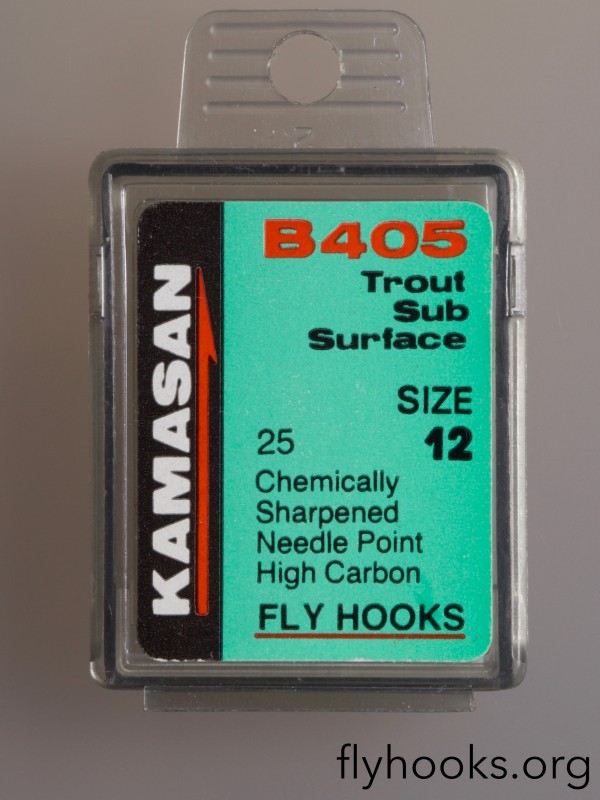 B405
Trout
Sub
Surface
SIZE
25 12
Chemically
Sharpened
Needle Point
High Carbon
FLY HOOKS
KAMASAN
flyhooks.org